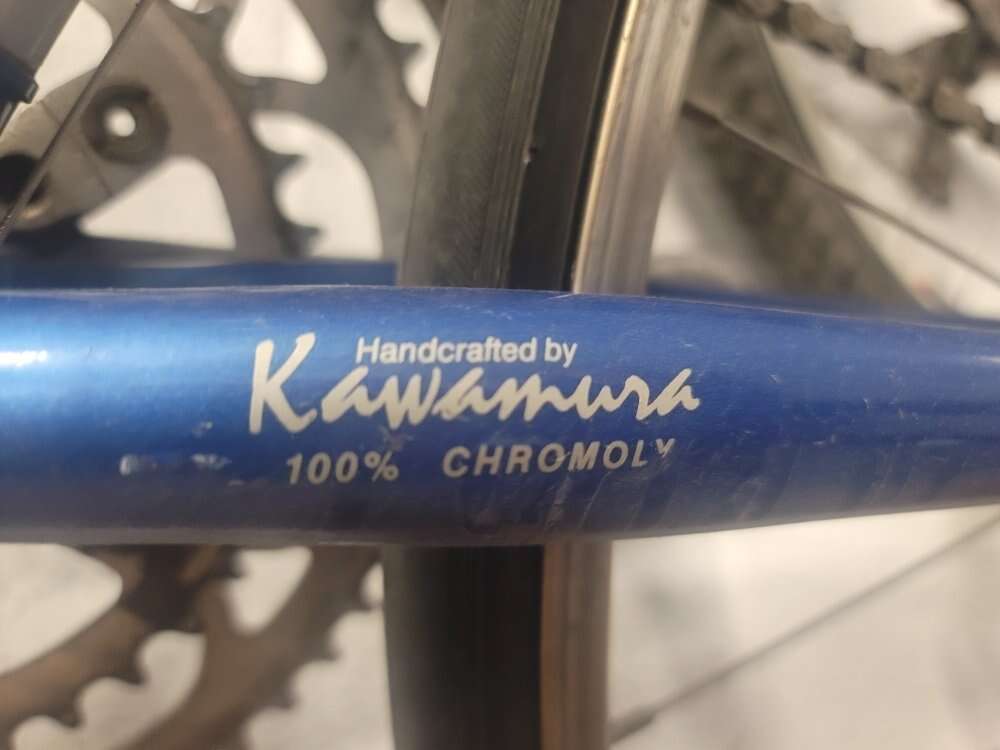 Handcrafted by
Kawamura
100% CHROMOLY